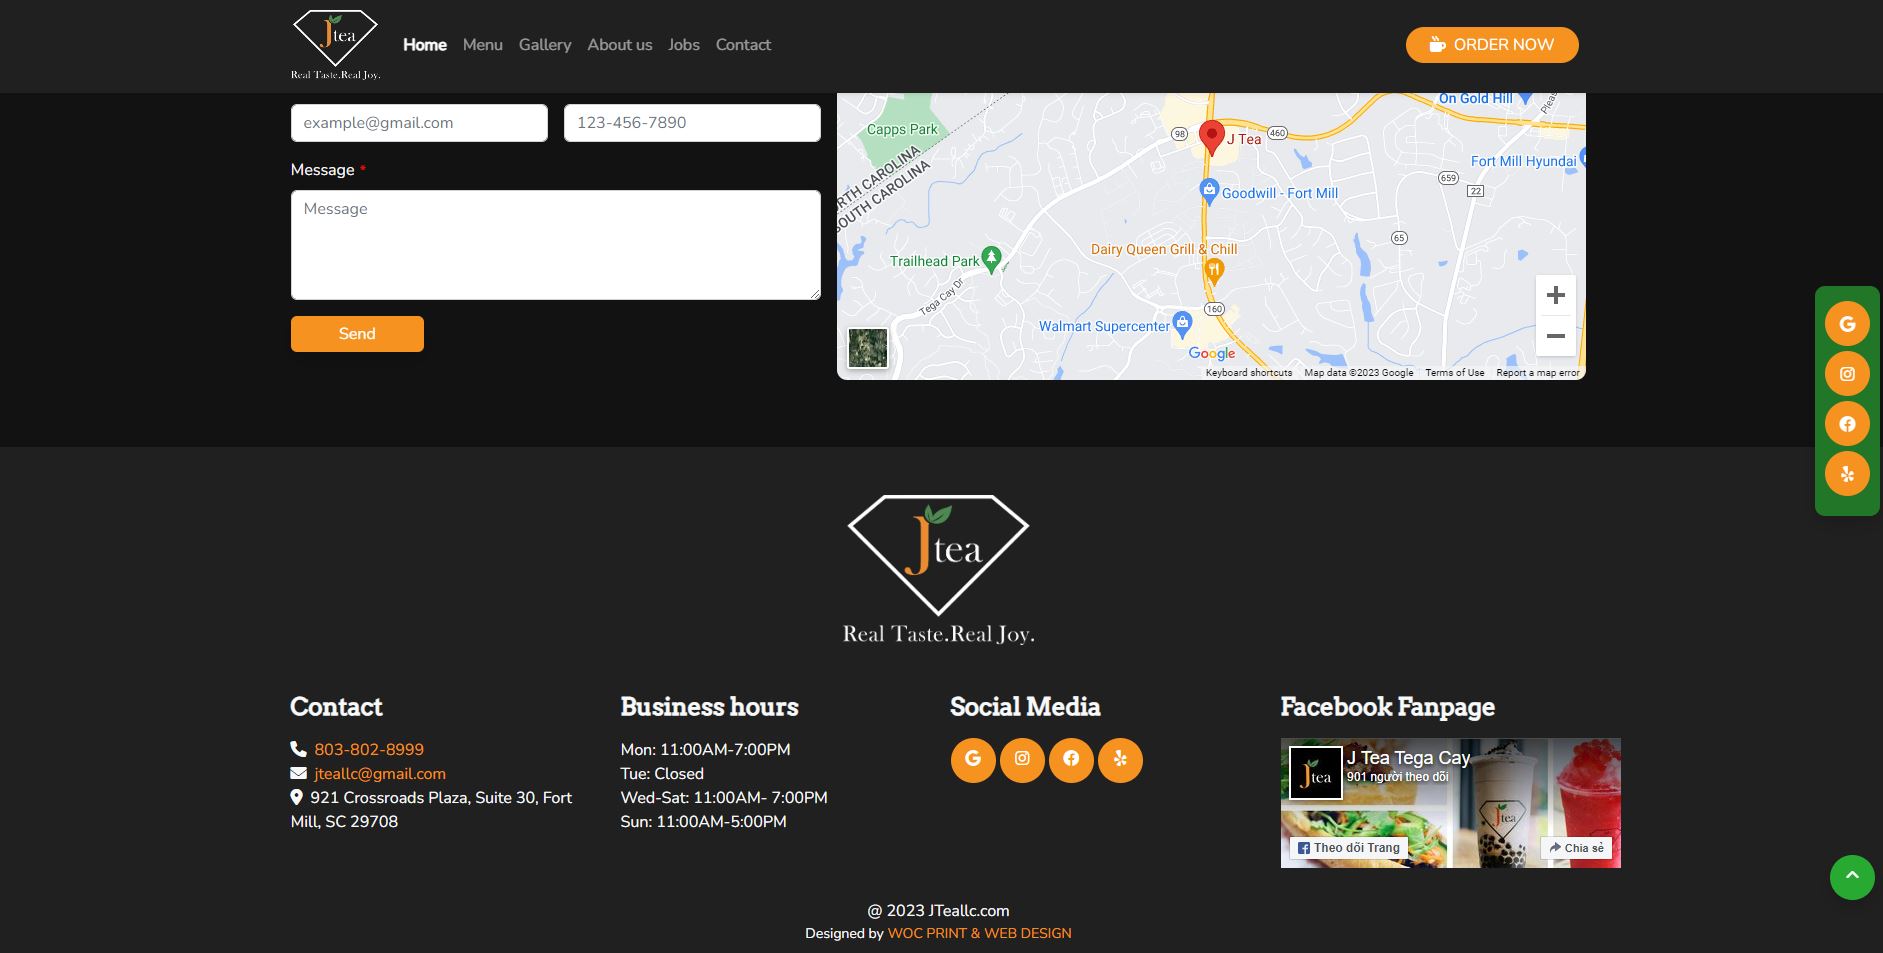 Jtea
Real Taste.Real Joy.
Home Menu Gallery About us Jobs Contact
ORDER NOW
example@gmail.com
123-456-7890
Message *
Message
Send
On Gold Hill
Pleas
Capps Park
98
J Tea
460
Fort Mill Hyundai
NORTH CAROLINA
SOUTH CAROLINA
659
22
Goodwill - Fort Mill
65
Dairy Queen Grill & Chill
Trailhead Park
Tega Cay Dr
160
Walmart Supercenter
Google
Keyboard shortcuts Map data ©2023 Google Terms of Use Report a map error
Jtea
Real Taste.Real Joy.
Contact
803-802-8999
jteallc@gmail.com
921 Crossroads Plaza, Suite 30, Fort
Mill, SC 29708
Business hours
Mon: 11:00AM-7:00PM
Tue: Closed
Wed-Sat: 11:00AM- 7:00PM
Sun: 11:00AM-5:00PM
Social Media
Facebook Fanpage
Jtea
J Tea Tega Cay
901 người theo dõi
Jtea
Theo dõi Trang
Chia sẻ
@ 2023 JTeallc.com
Designed by WOC PRINT & WEB DESIGN